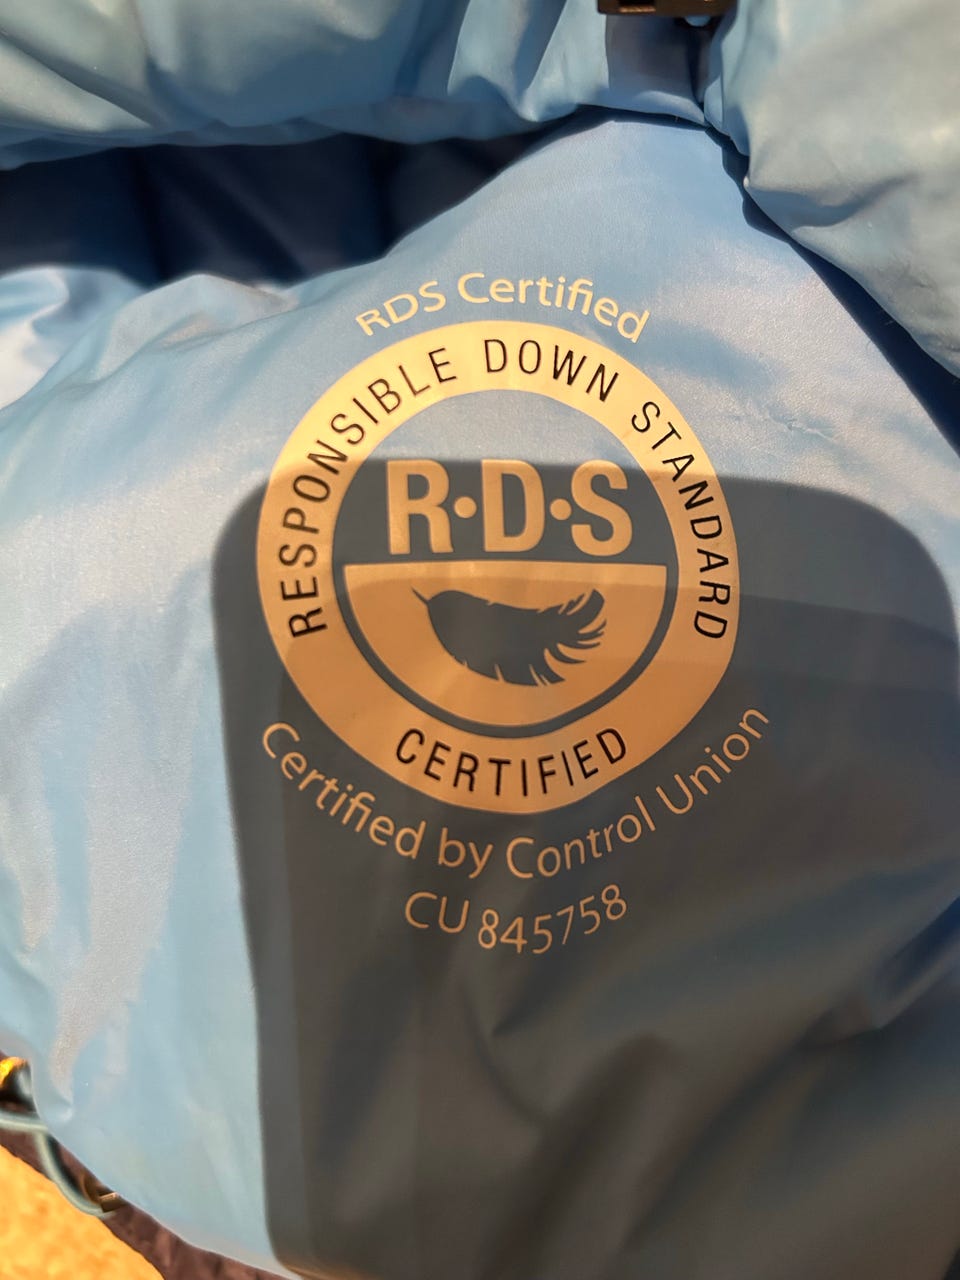 RDS Certified
RESPONSIBLE DOWN STANDARD
R·D·S
CERTIFIED
Certified by Control Union
CU 845758